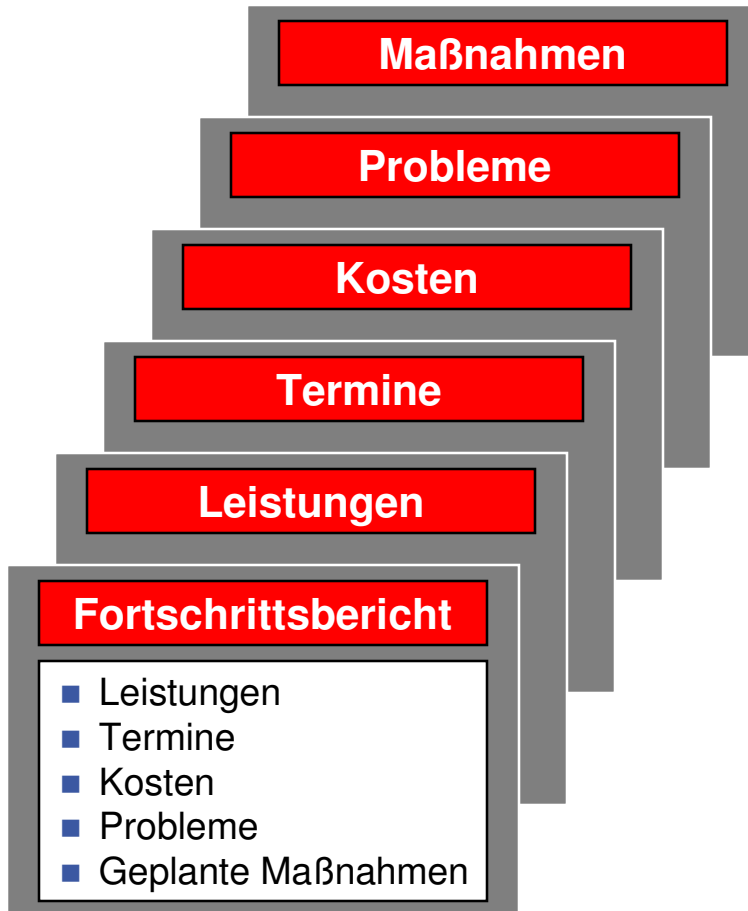 Maßnahmen
Probleme
Kosten
Termine
Leistungen
Fortschrittsbericht
Leistungen
Termine
Kosten
Probleme
Geplante Maßnahmen